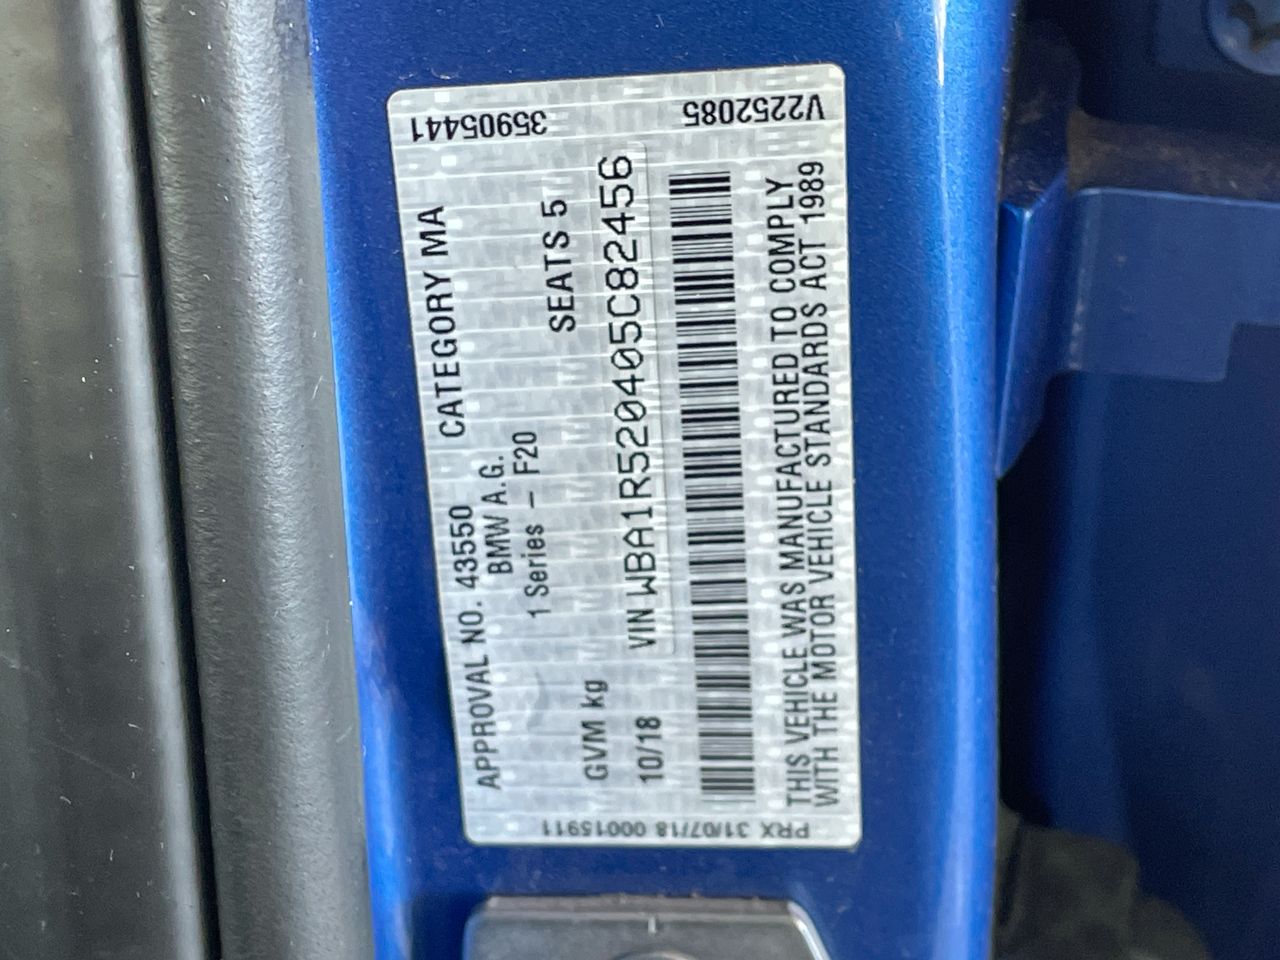 35905441
V2252085
APPROVAL NO. 43550 CATEGORY MA
BMW A.G.
1 Series - F20
SEATS 5
GVM kg
10/18 VIN WBA1R520405C82456
THIS VEHICLE WAS MANUFACTURED TO COMPLY
WITH THE MOTOR VEHICLE STANDARDS ACT 1989
PRX 31/07/18 00015911